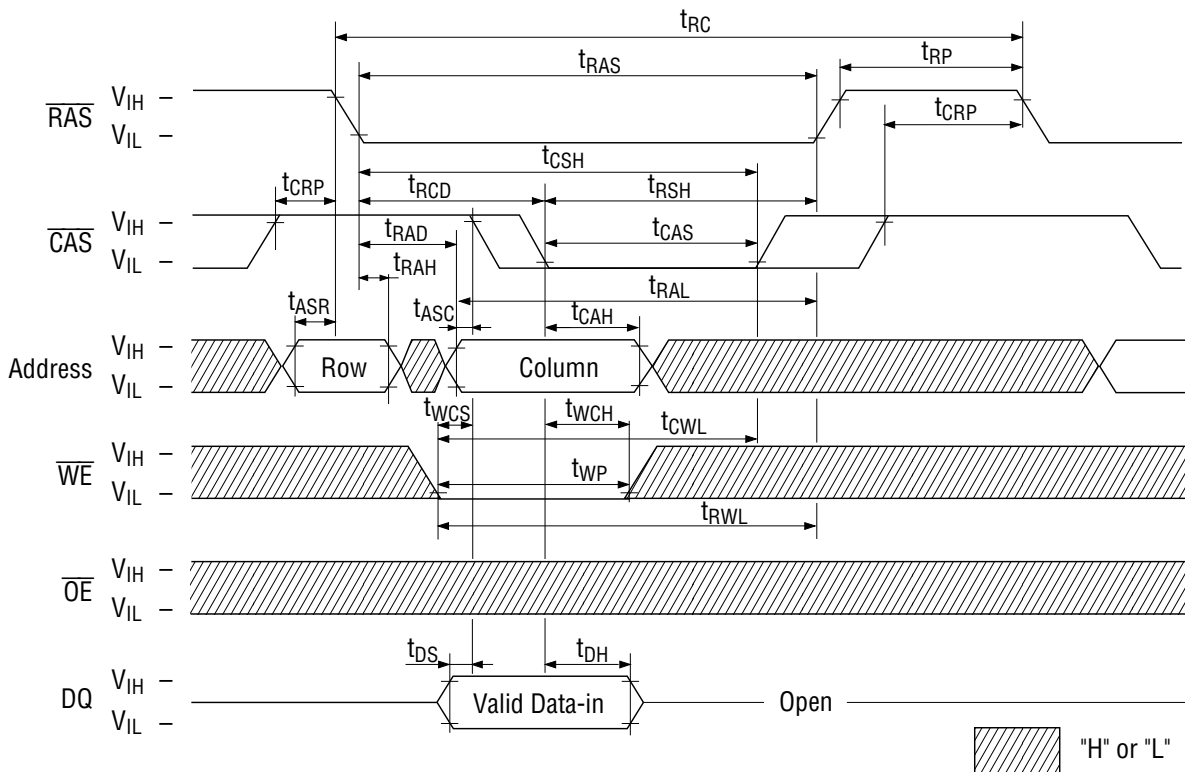 tRC
tRAS
tRP
RAS
VIH –
VIL –
tCRP
tCSH
tCRP
tRCD
tRSH
CAS
VIH –
VIL –
tRAD
tCAS
tRAH
tRAL
tASR
tASC
tCAH
Address
VIH –
VIL –
Row
Column
tWCS
tWCH
tCWL
WE
VIH –
VIL –
tWP
tRWL
OE
VIH –
VIL –
tDS
tDH
DQ
VIH –
VIL –
Valid Data-in
Open
"H" or "L"